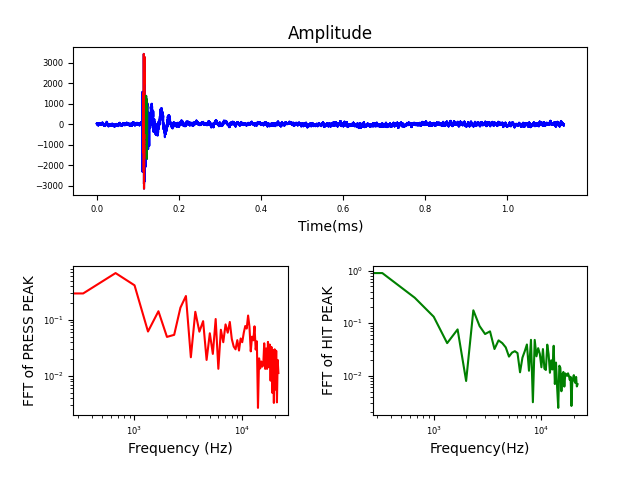 Amplitude
3000
2000
1000
0
−1000
−2000
−3000
0.0 0.2 0.4 0.6 0.8 1.0
Time(ms)
FFT of PRESS PEAK
10⁻¹
10⁻²
10³ 10⁴
Frequency (Hz)
FFT of HIT PEAK
10⁰
10⁻¹
10⁻²
10³ 10⁴
Frequency(Hz)